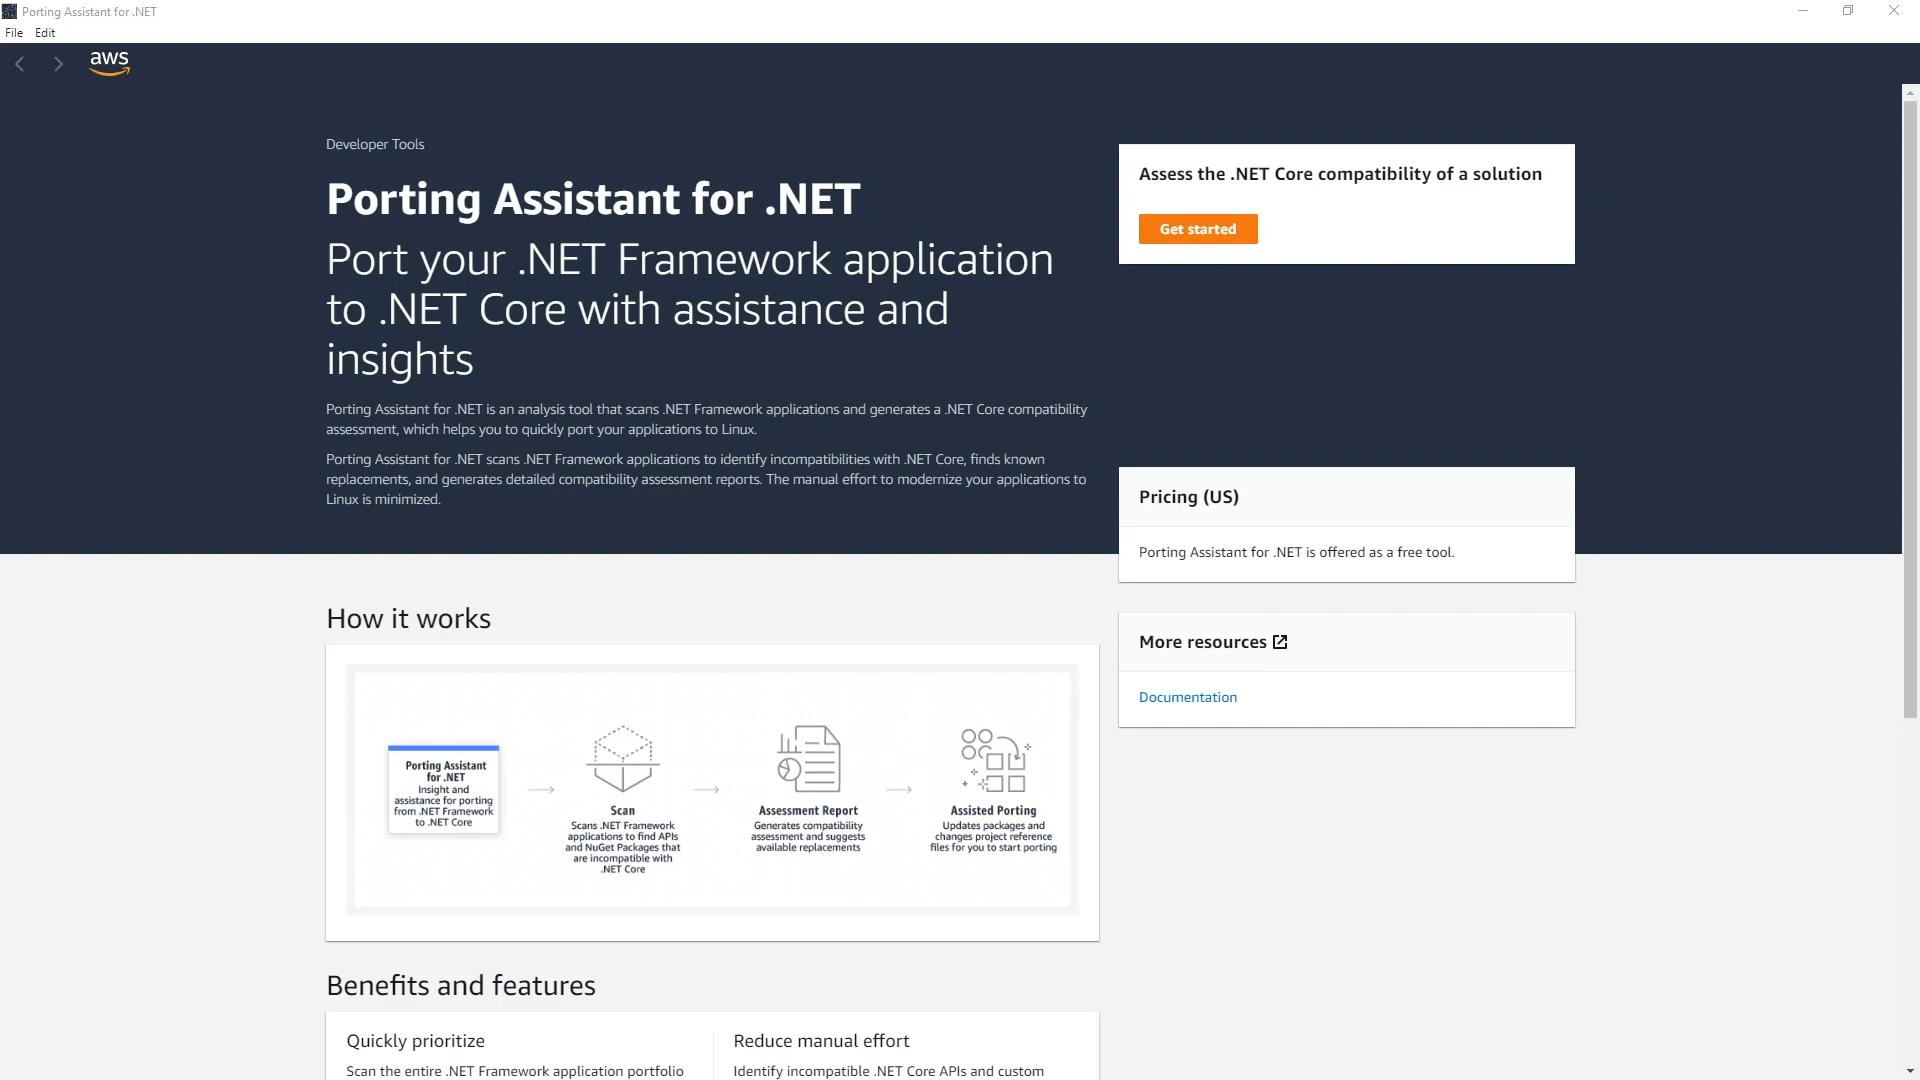 Porting Assistant for .NET
File Edit
aws
Developer Tools
Porting Assistant for .NET
Port your .NET Framework application
to .NET Core with assistance and
insights
Porting Assistant for .NET is an analysis tool that scans .NET Framework applications and generates a .NET Core compatibility
assessment, which helps you to quickly port your applications to Linux.
Porting Assistant for .NET scans .NET Framework applications to identify incompatibilities with .NET Core, finds known
replacements, and generates detailed compatibility assessment reports. The manual effort to modernize your applications to
Linux is minimized.
Assess the .NET Core compatibility of a solution
Get started
Pricing (US)
Porting Assistant for .NET is offered as a free tool.
More resources
Documentation
How it works
Porting Assistant
for .NET
Insight and
assistance for porting
from .NET Framework
to .NET Core
Scan
Scans .NET Framework
applications to find APIs
and NuGet Packages that
are incompatible with
.NET Core
Assessment Report
Generates compatibility
assessment and suggests
available replacements
Assisted Porting
Updates packages and
changes project reference
files for you to start porting
Benefits and features
Quickly prioritize
Scan the entire .NET Framework application portfolio
Reduce manual effort
Identify incompatible .NET Core APIs and custom